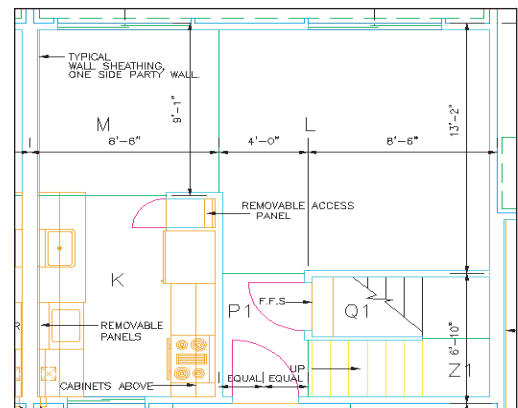 TYPICAL
WALL SHEATHING,
ONE SIDE PARTY WALL.
M
L
9'-1"
13'-2"
8'-6"
4'-0"
8'-6"
REMOVABLE ACCESS
PANEL
K
P1
F.F.S
Q1
REMOVABLE
PANELS
6'-10"
UP
Z1
CABINETS ABOVE
EQUAL
EQUAL
R